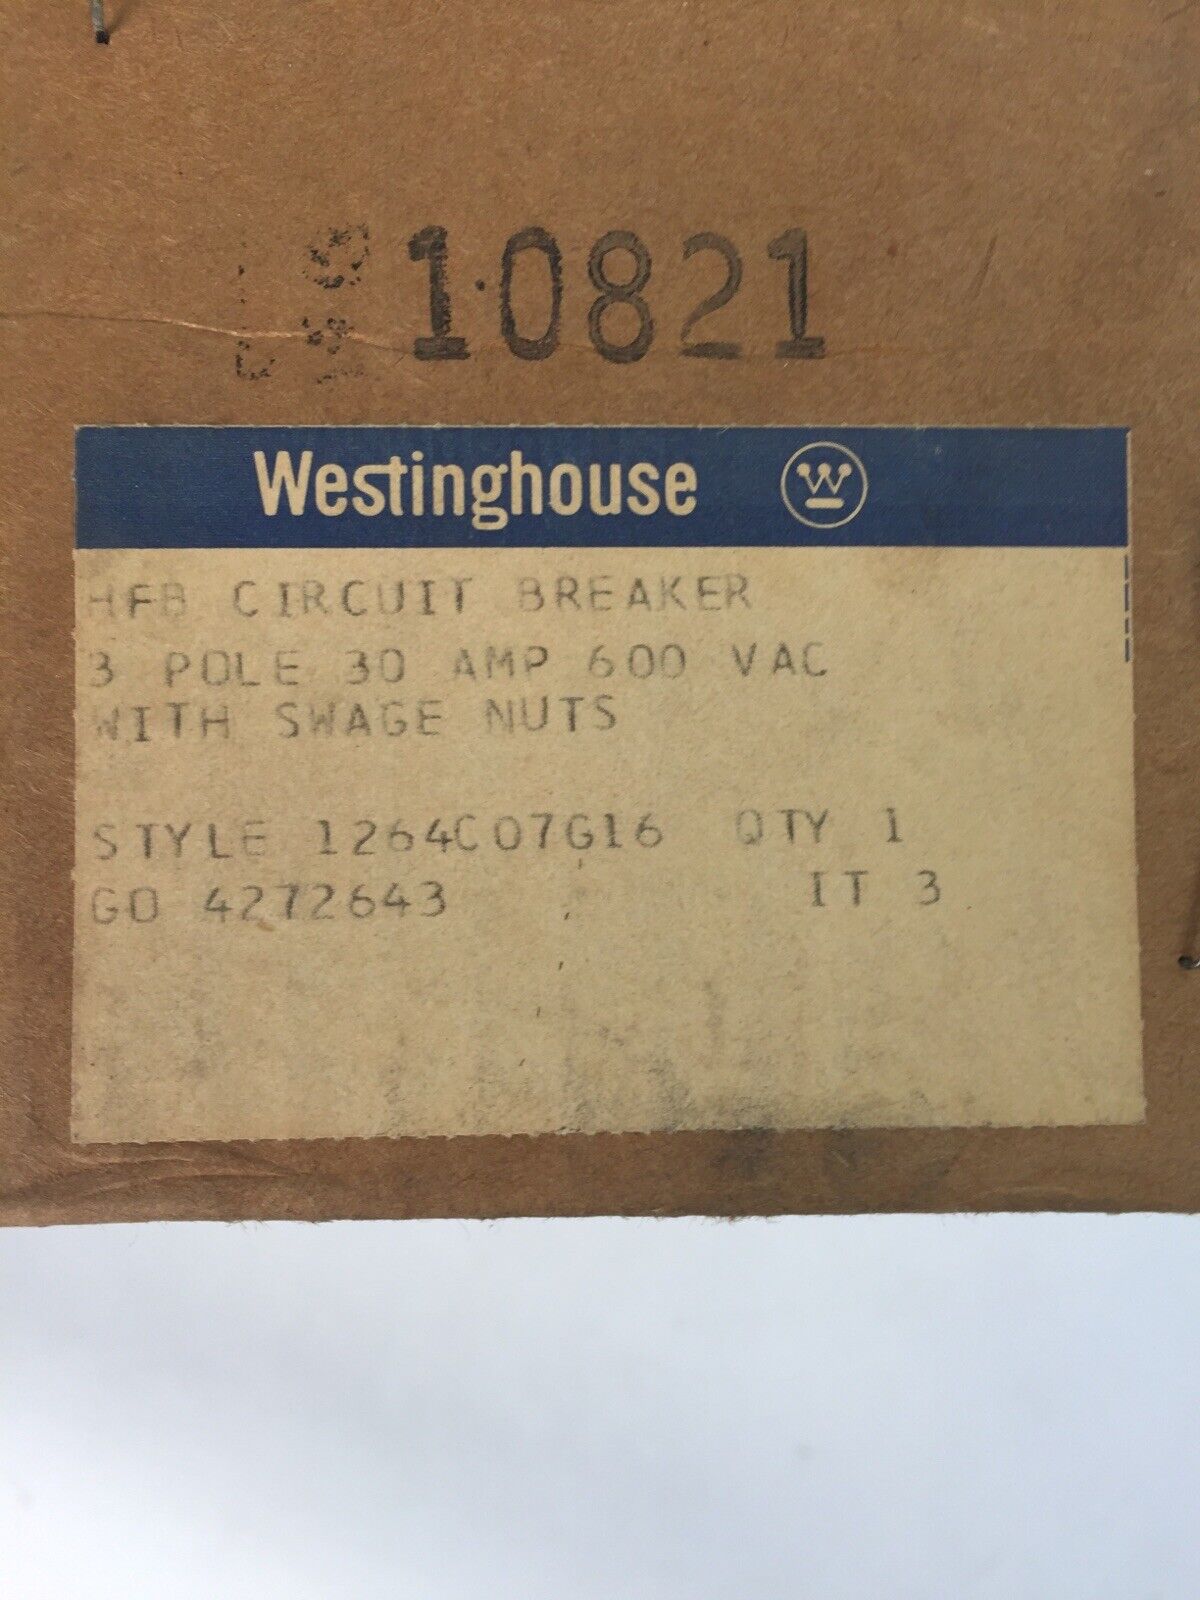 10821
Westinghouse W
HFB CIRCUIT BREAKER
3 POLE 30 AMP 600 VAC
WITH SWAGE NUTS
STYLE 1264C07G16 QTY 1
GO 4272643 IT 3